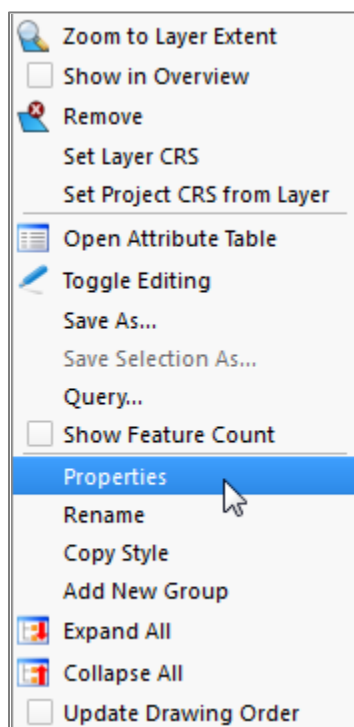 Zoom to Layer Extent
Show in Overview
Remove
Set Layer CRS
Set Project CRS from Layer
Open Attribute Table
Toggle Editing
Save As...
Save Selection As...
Query...
Show Feature Count
Properties
Rename
Copy Style
Add New Group
Expand All
Collapse All
Update Drawing Order